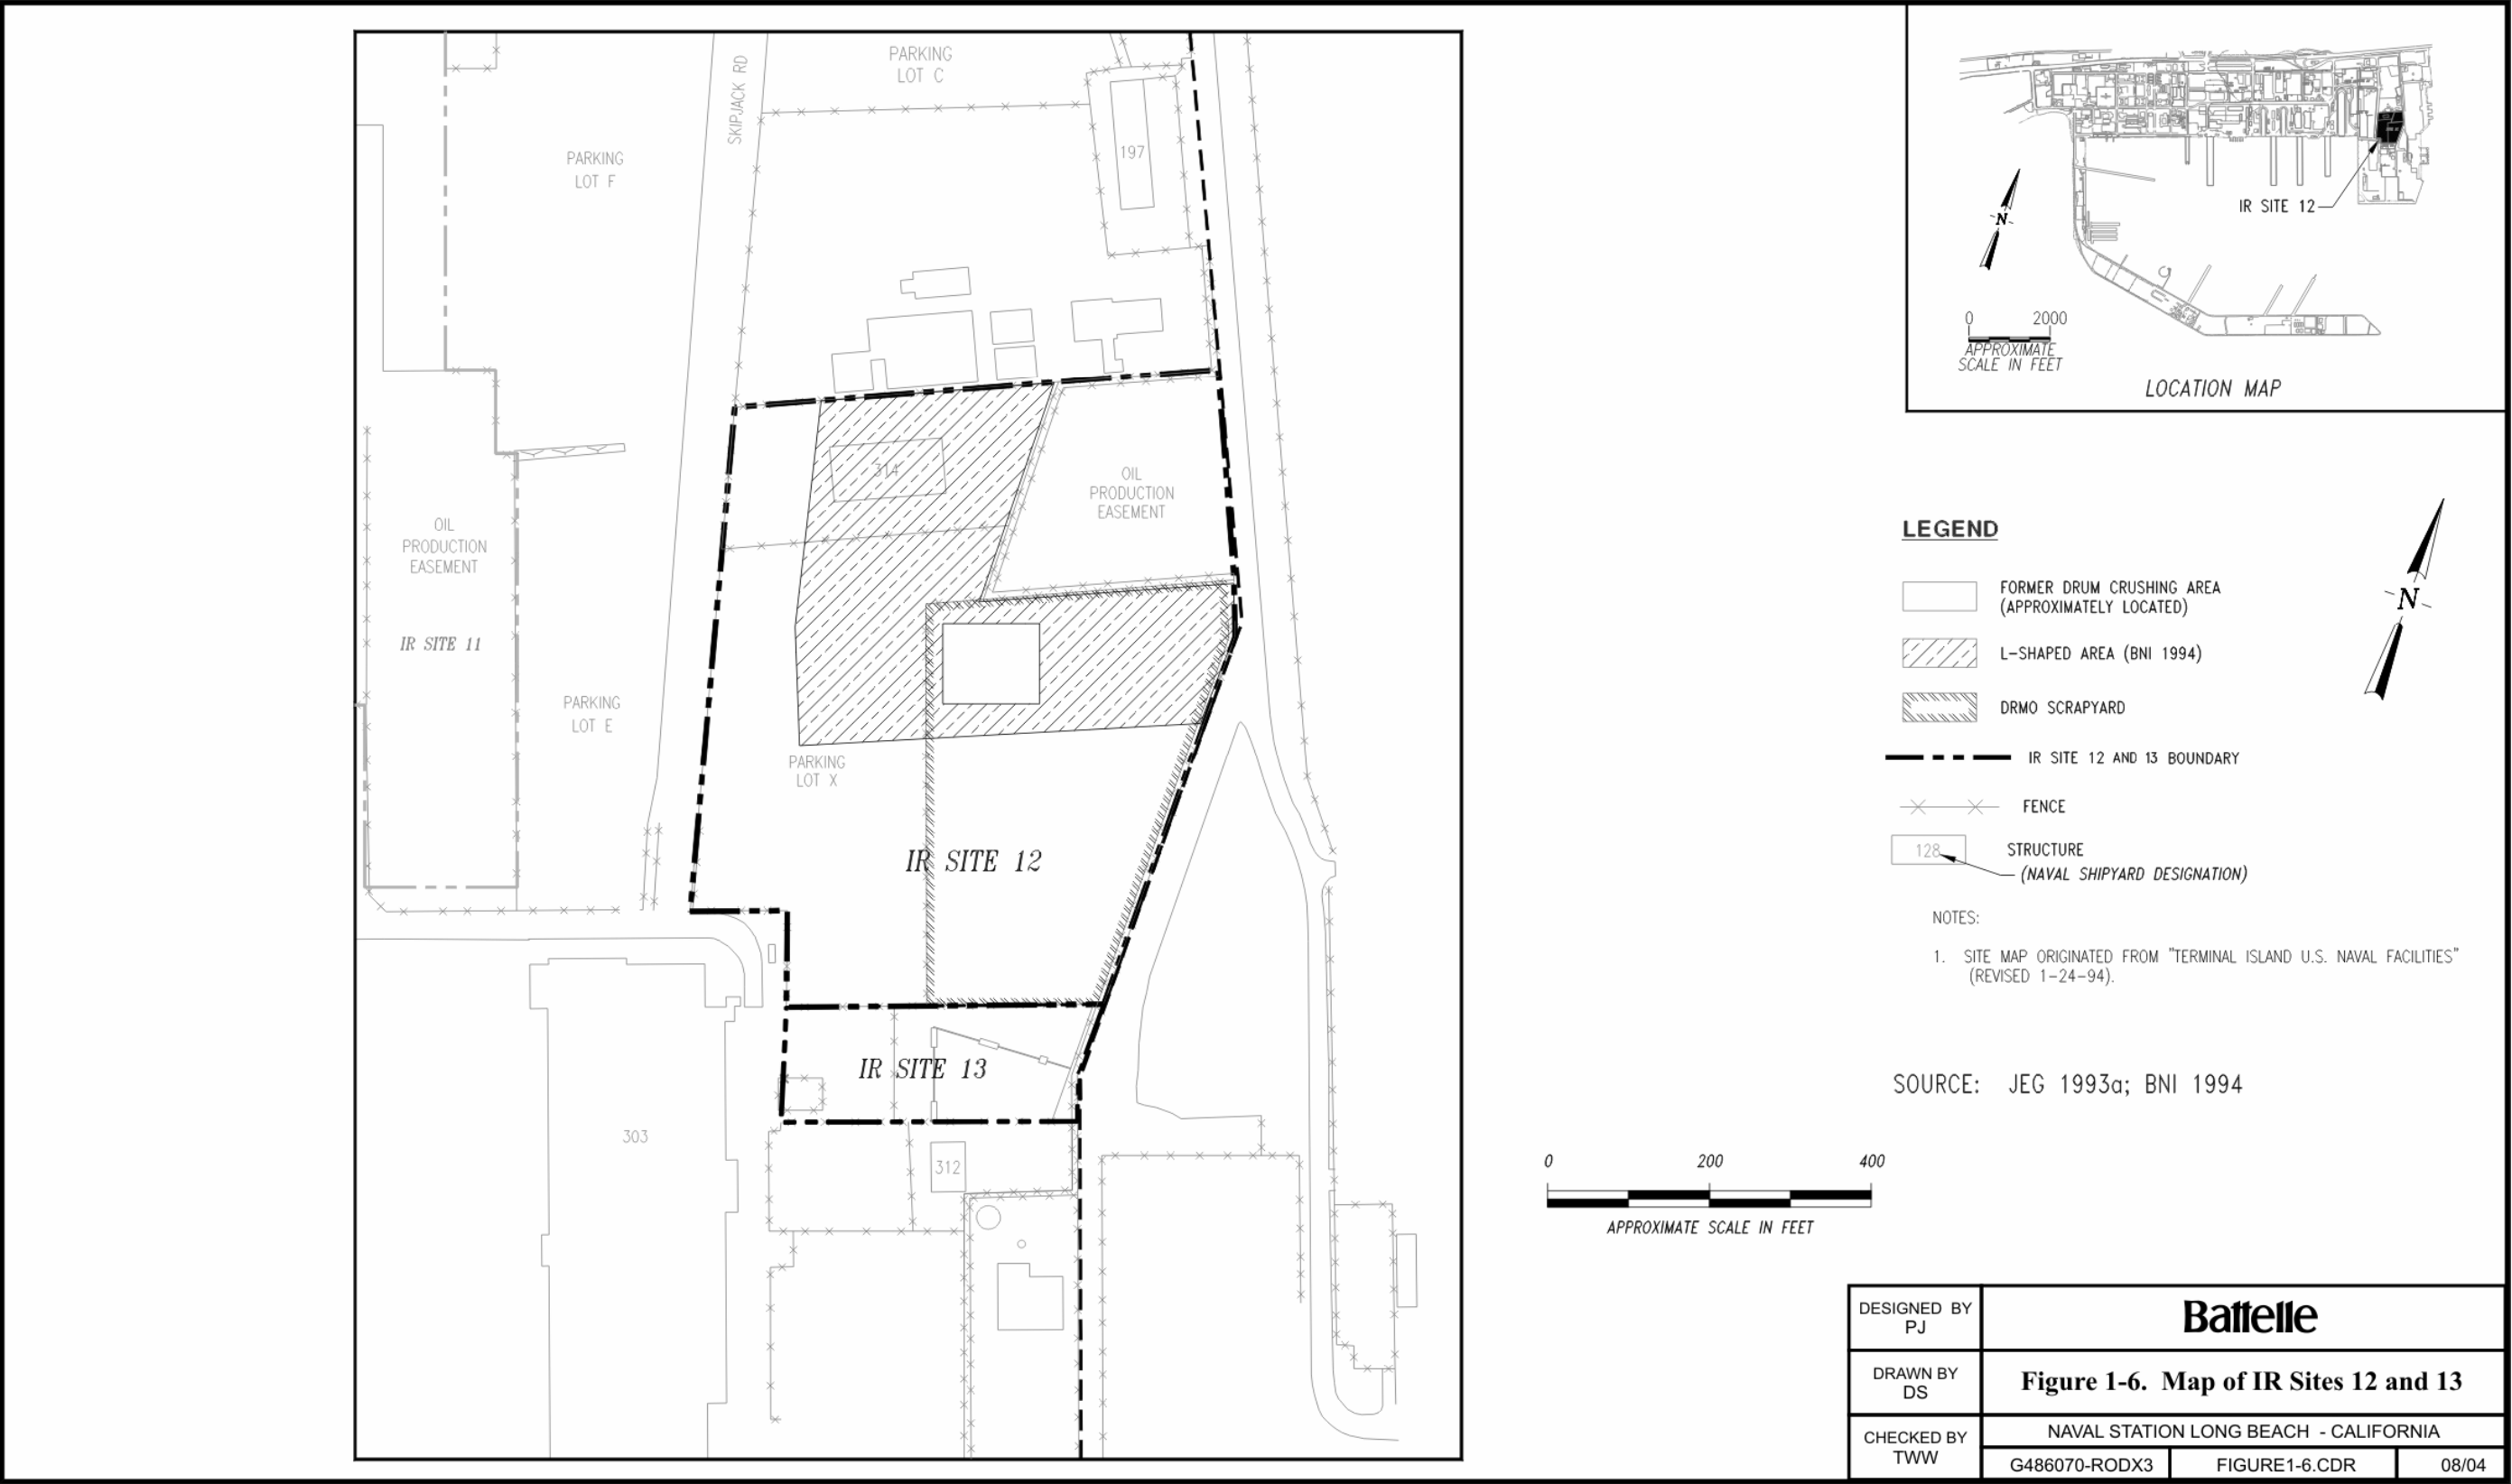 PARKING
LOT C
SKIPJACK RD
PARKING
LOT F
197
314
OIL
PRODUCTION
EASEMENT
OIL
PRODUCTION
EASEMENT
IR SITE 11
PARKING
LOT E
PARKING
LOT X
IR SITE 12
IR SITE 13
303
312
IR SITE 12
N
0 2000
APPROXIMATE
SCALE IN FEET
LOCATION MAP
LEGEND
FORMER DRUM CRUSHING AREA
(APPROXIMATELY LOCATED)
L-SHAPED AREA (BNI 1994)
DRMO SCRAPYARD
IR SITE 12 AND 13 BOUNDARY
FENCE
128
STRUCTURE
(NAVAL SHIPYARD DESIGNATION)
N
NOTES:
1. SITE MAP ORIGINATED FROM "TERMINAL ISLAND U.S. NAVAL FACILITIES"
(REVISED 1-24-94).
SOURCE: JEG 1993a; BNI 1994
0 200 400
APPROXIMATE SCALE IN FEET
DESIGNED BY
PJ
Battelle
DRAWN BY
DS
Figure 1-6. Map of IR Sites 12 and 13
CHECKED BY
TWW
NAVAL STATION LONG BEACH - CALIFORNIA
G486070-RODX3 FIGURE1-6.CDR 08/04